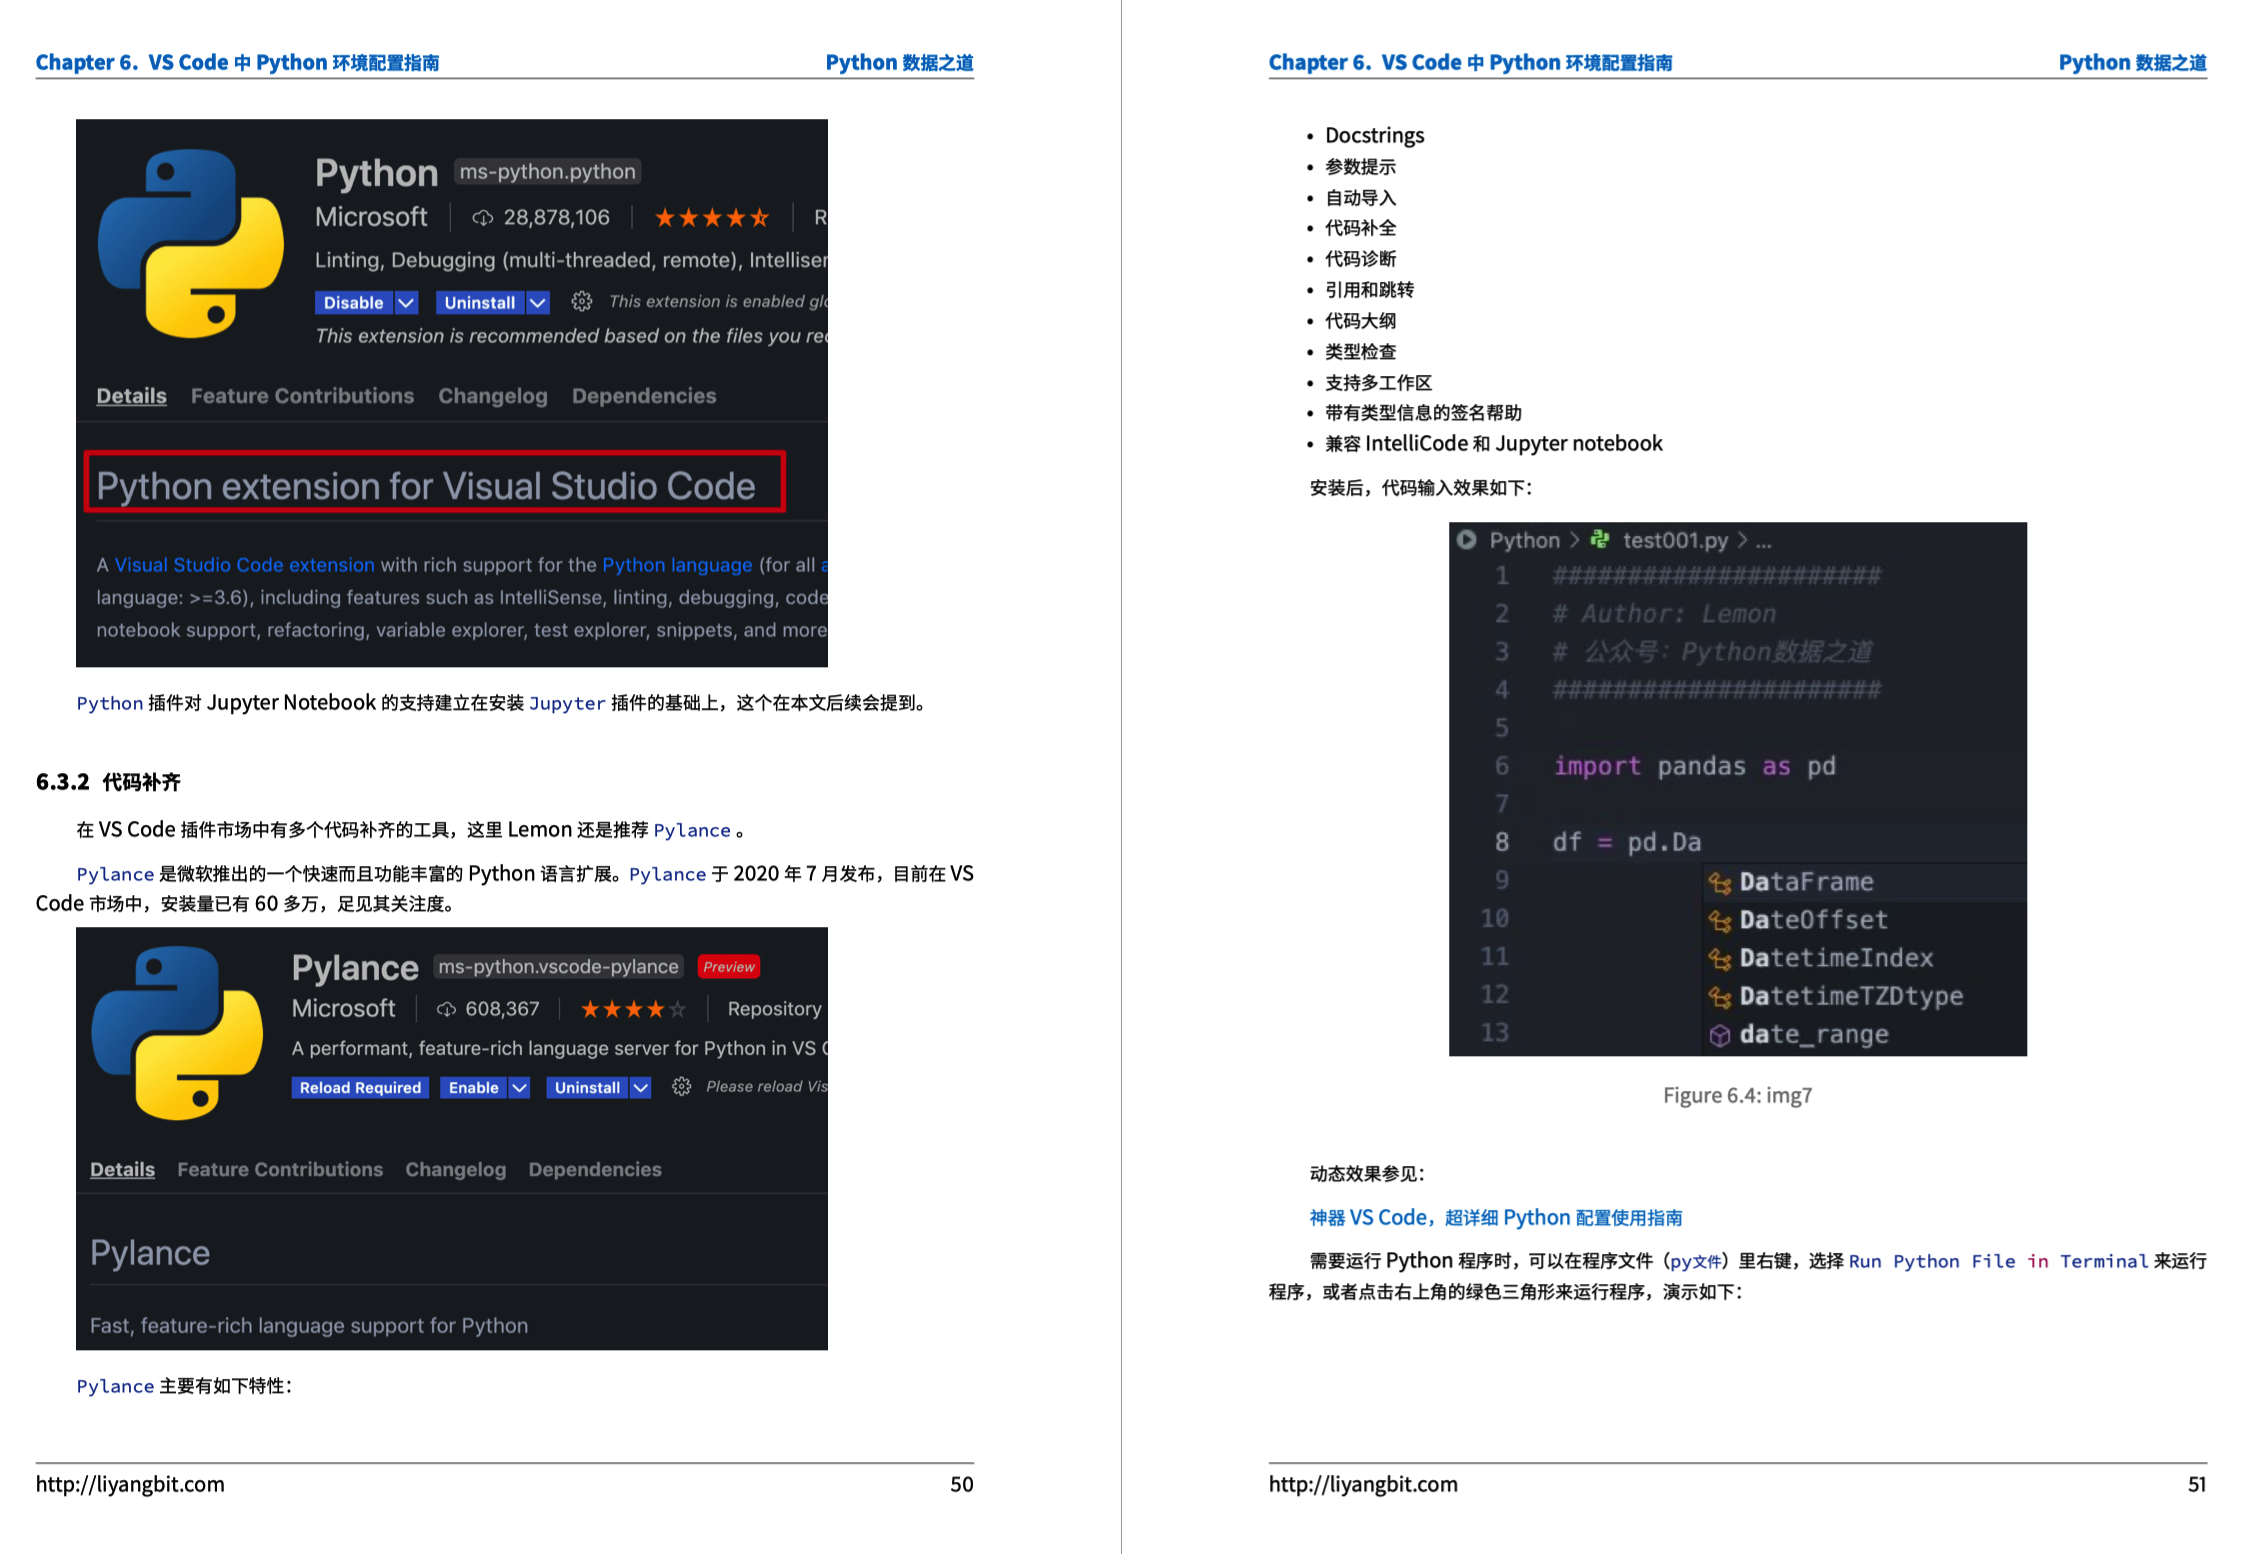 Chapter 6. VS Code 中 Python 环境配置指南
Python 数据之道
Python ms-python.python
Microsoft 28,878,106 R
Linting, Debugging (multi-threaded, remote), Intelliser
Disable Uninstall This extension is enabled glo
This extension is recommended based on the files you rec
Details Feature Contributions Changelog Dependencies
Python extension for Visual Studio Code
A Visual Studio Code extension with rich support for the Python language (for all a
language: >=3.6), including features such as IntelliSense, linting, debugging, code
notebook support, refactoring, variable explorer, test explorer, snippets, and more
Python 插件对 Jupyter Notebook 的支持建立在安装 Jupyter 插件的基础上，这个在本文后续会提到。
6.3.2 代码补齐
在 VS Code 插件市场中有多个代码补齐的工具，这里 Lemon 还是推荐 Pylance 。
Pylance 是微软推出的一个快速而且功能丰富的 Python 语言扩展。Pylance 于 2020 年 7 月发布，目前在 VS
Code 市场中，安装量已有 60 多万，足见其关注度。
Pylance ms-python.vscode-pylance Preview
Microsoft 608,367 Repository
A performant, feature-rich language server for Python in VS C
Reload Required Enable Uninstall Please reload Vis
Details Feature Contributions Changelog Dependencies
Pylance
Fast, feature-rich language support for Python
Pylance 主要有如下特性：
http://liyangbit.com
50
Chapter 6. VS Code 中 Python 环境配置指南
Python 数据之道
• Docstrings
• 参数提示
• 自动导入
• 代码补全
• 代码诊断
• 引用和跳转
• 代码大纲
• 类型检查
• 支持多工作区
• 带有类型信息的签名帮助
• 兼容 IntelliCode 和 Jupyter notebook
安装后，代码输入效果如下：
Python > test001.py > ...
1 ######################
2 # Author: Lemon
3 # 公众号：Python数据之道
4 ######################
5
6 import pandas as pd
7
8 df = pd.Da
9 DataFrame
10 DateOffset
11 DatetimeIndex
12 DatetimeTZDtype
13 date_range
Figure 6.4: img7
动态效果参见：
神器 VS Code，超详细 Python 配置使用指南
需要运行 Python 程序时，可以在程序文件（py文件）里右键，选择 Run Python File in Terminal 来运行
程序，或者点击右上角的绿色三角形来运行程序，演示如下：
http://liyangbit.com
51